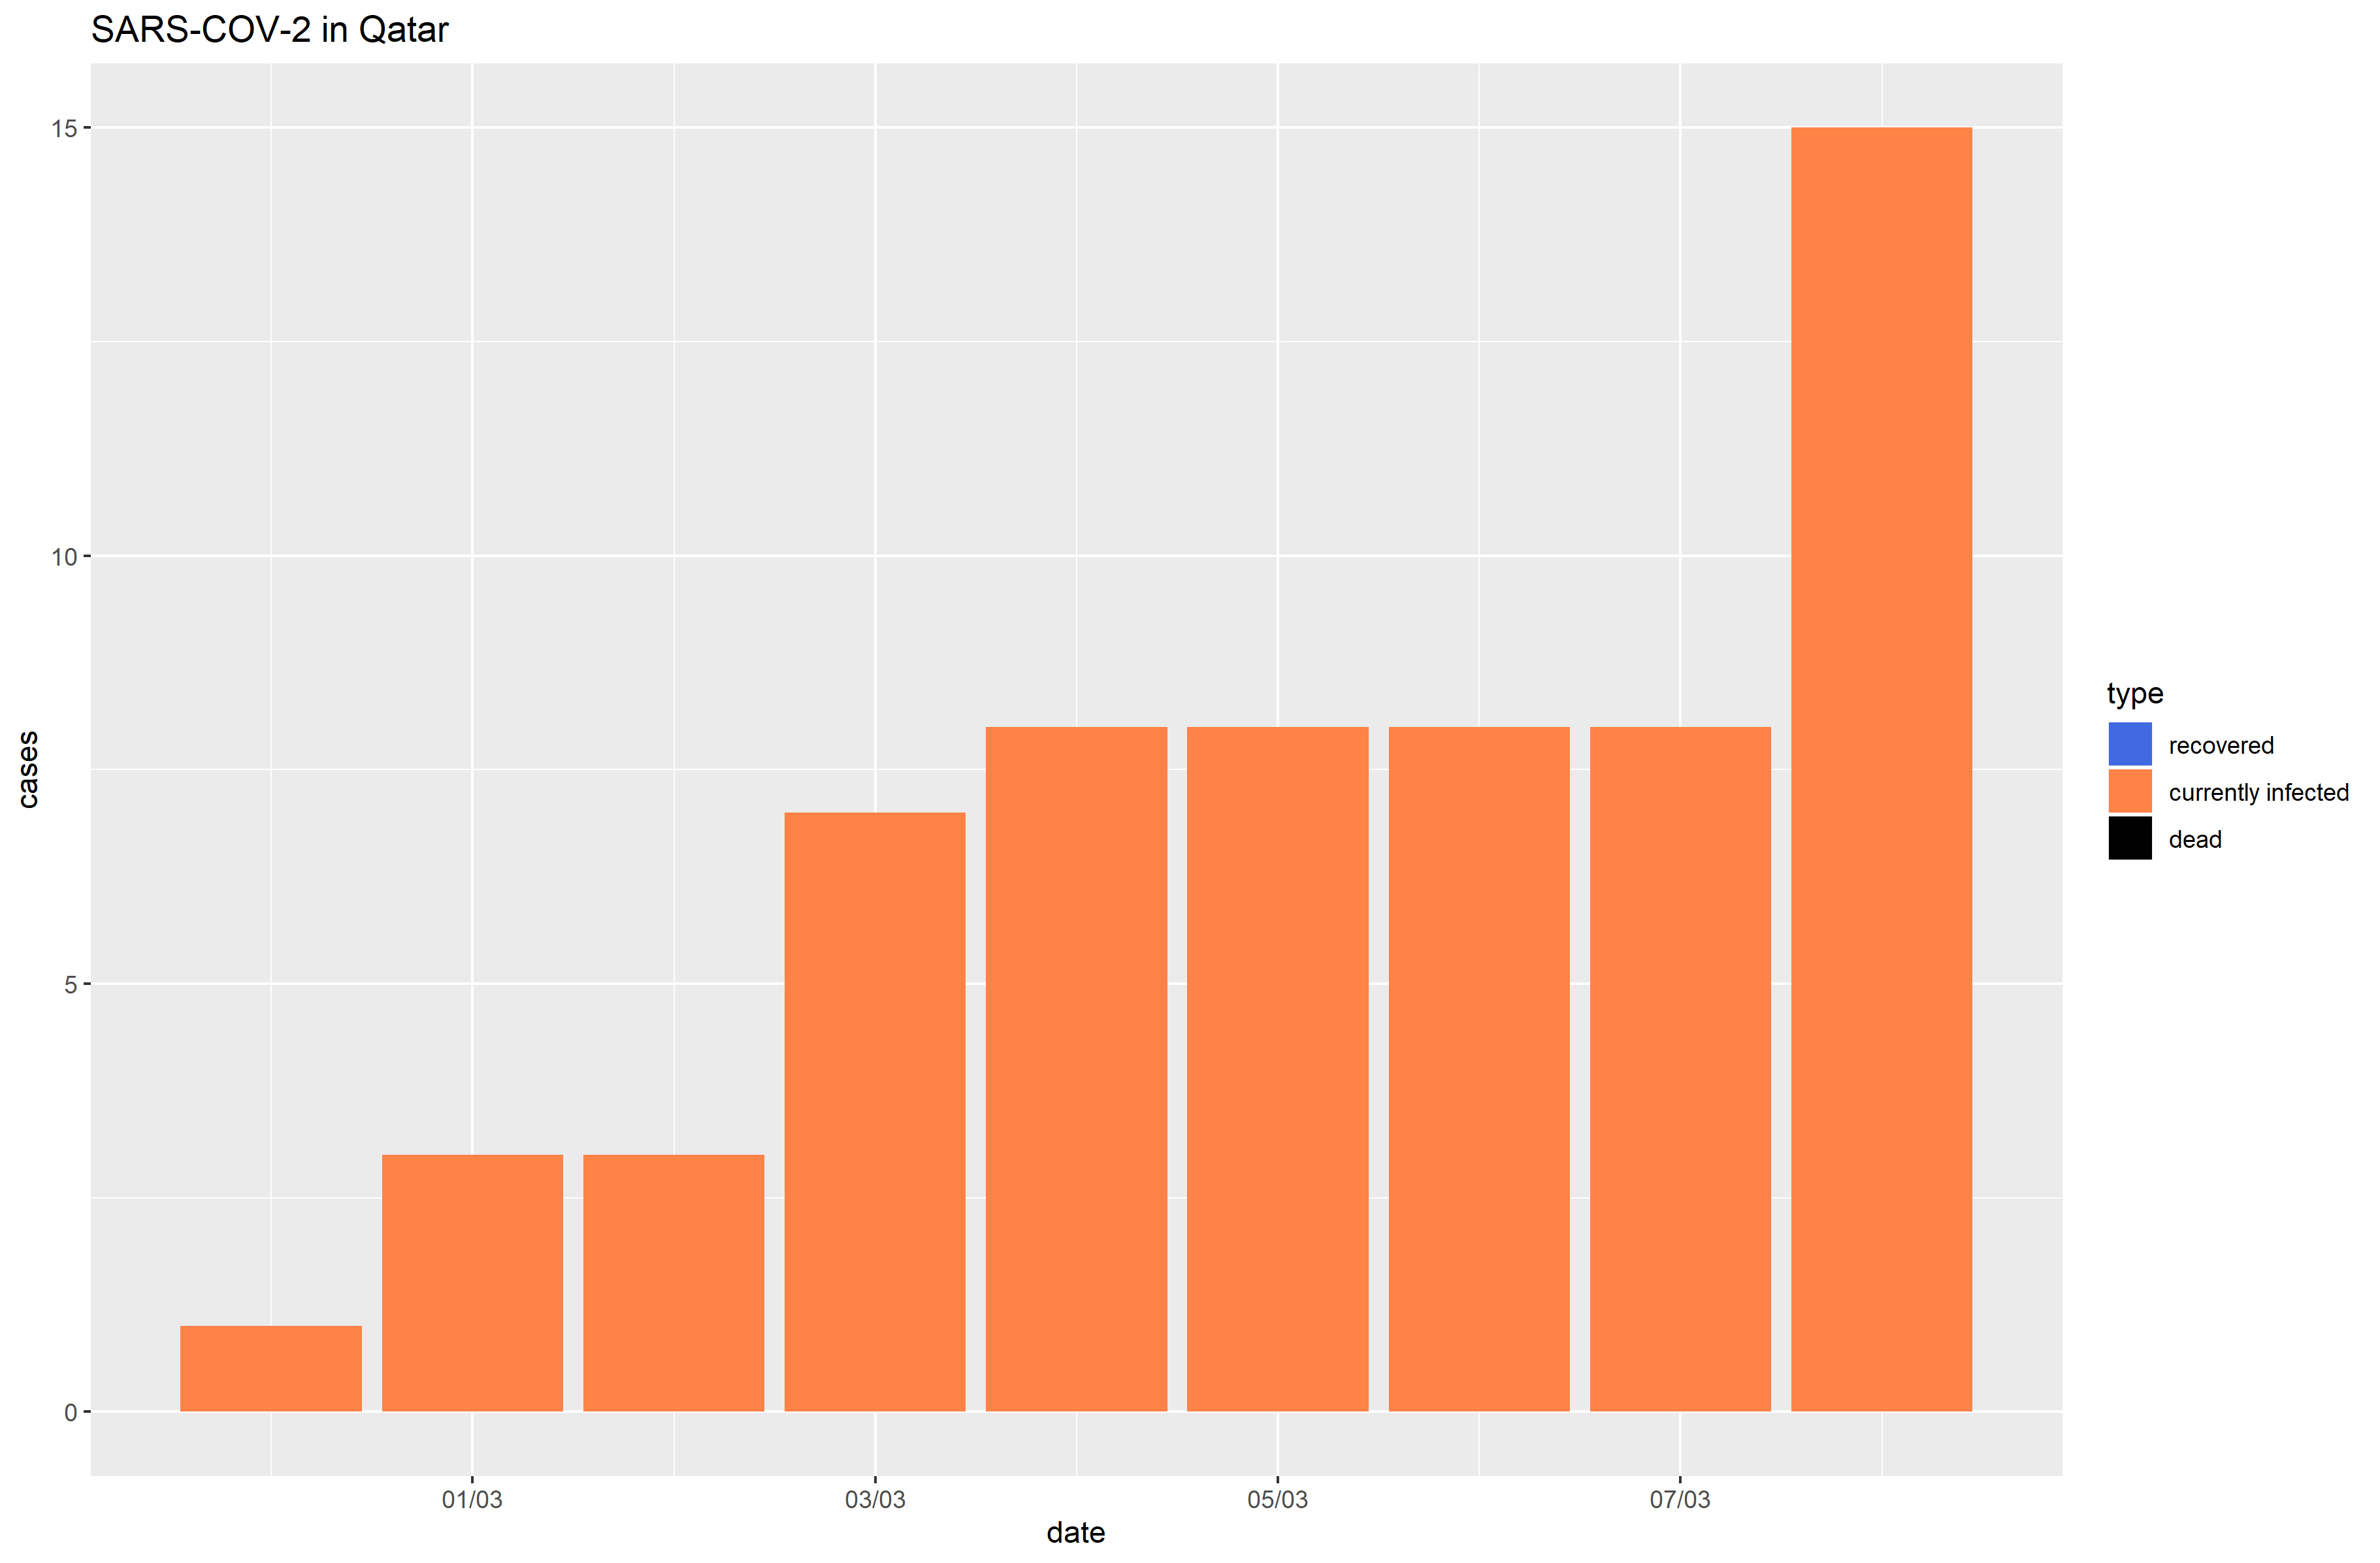 SARS-COV-2 in Qatar
cases
15
10
5
0
01/03 03/03 05/03 07/03
date
type
recovered
currently infected
dead